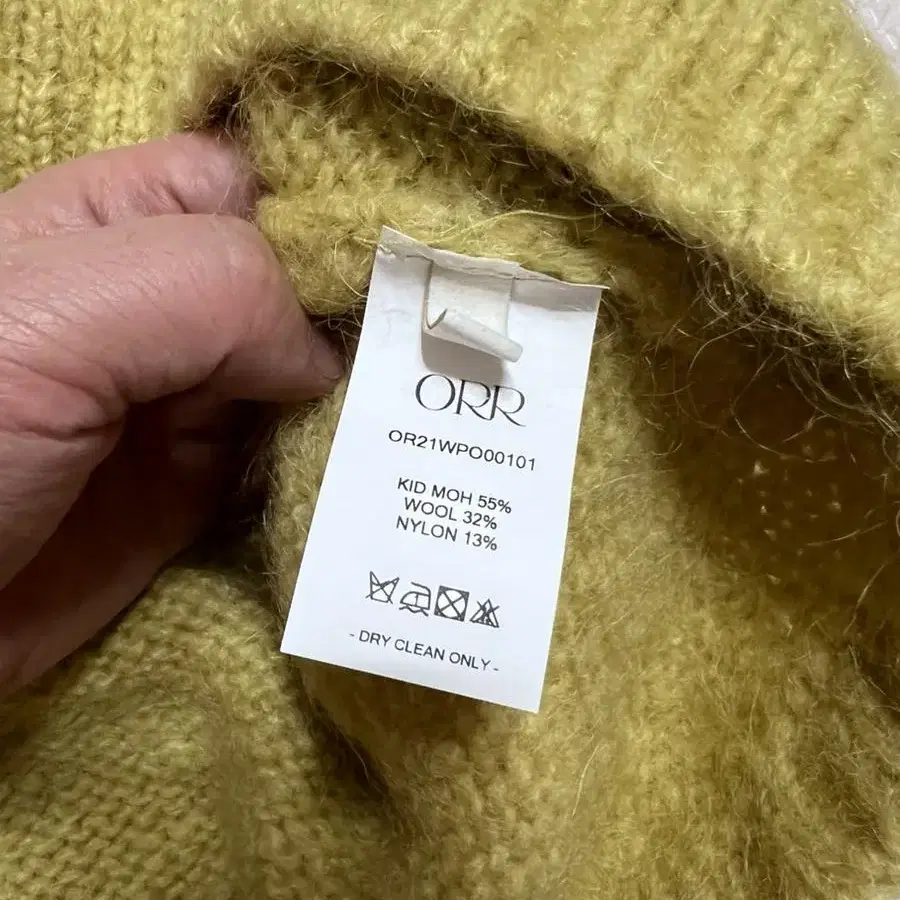 ORR
OR21WPO00101
KID MOH 55%
WOOL 32%
NYLON 13%
- DRY CLEAN ONLY -